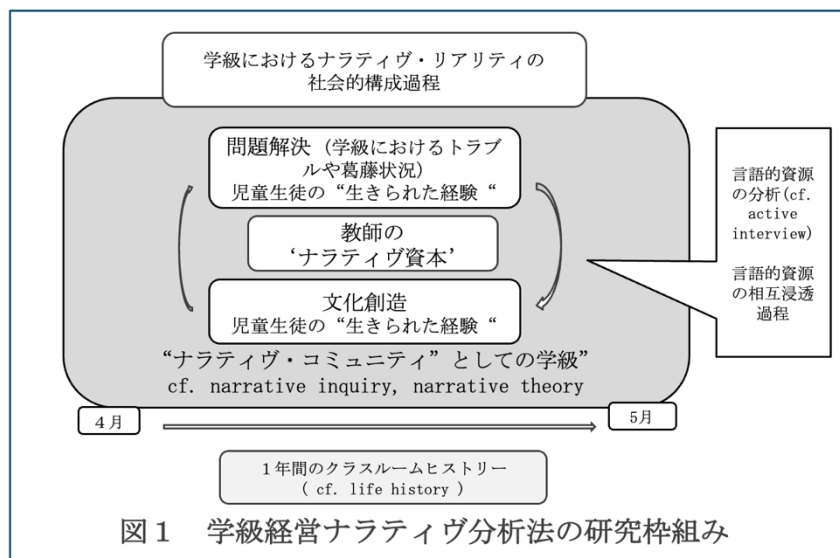 学級におけるナラティヴ・リアリティの
社会的構成過程
問題解決（学級におけるトラブ
ルや葛藤状況）
児童生徒の“生きられた経験“
教師の
‘ナラティヴ資本’
文化創造
児童生徒の“生きられた経験“
“ナラティヴ・コミュニティ”としての学級”
cf. narrative inquiry, narrative theory
言語的資源
の分析(cf.
active
interview)
言語的資源
の相互浸透
過程
４月
5月
１年間のクラスルームヒストリー
( cf. life history )
図１　学級経営ナラティヴ分析法の研究枠組み